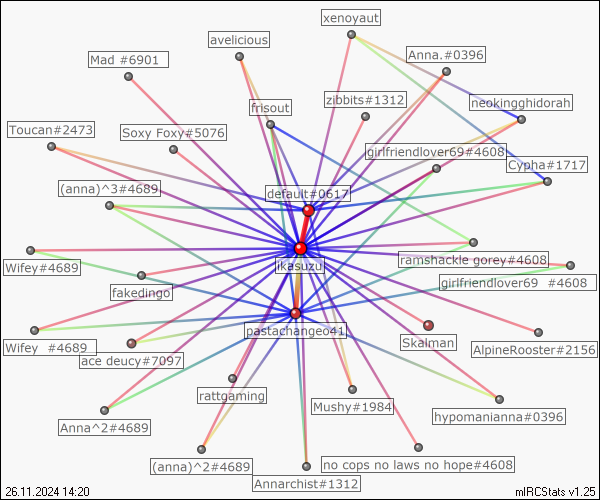 xenoyaut
avelicious
Anna.#0396
Mad #6901
zibbits#1312
neokingghidorah
frisout
Toucan#2473
Soxy Foxy#5076
girlfriendlover69#4608
Cypha#1717
(anna)^3#4689
default#0617
ikasuzu
ramshackle gorey#4608
Wifey#4689
girlfriendlover69 #4608
fakeding0
pastachangeo41
Skalman
Wifey #4689
AlpineRooster#2156
ace deucy#7097
rattgaming
Mushy#1984
hypomanianna#0396
Anna^2#4689
(anna)^2#4689
no cops no laws no hope#4608
Annarchist#1312
26.11.2024 14:20
mIRCStats v1.25